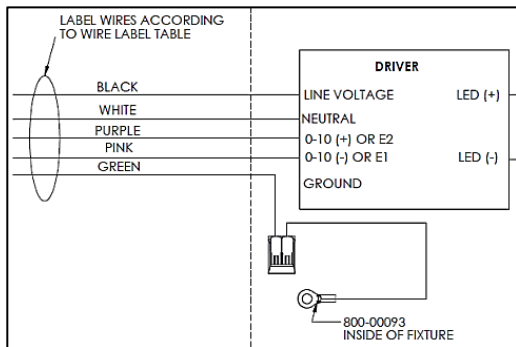 LABEL WIRES ACCORDING
TO WIRE LABEL TABLE
BLACK
WHITE
PURPLE
PINK
GREEN
DRIVER
LINE VOLTAGE
LED (+)
NEUTRAL
0-10 (+) OR E2
0-10 (-) OR E1
LED (-)
GROUND
800-00093
INSIDE OF FIXTURE